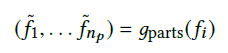 (f̃₁, … f̃ₙₚ) = g_parts(fᵢ)